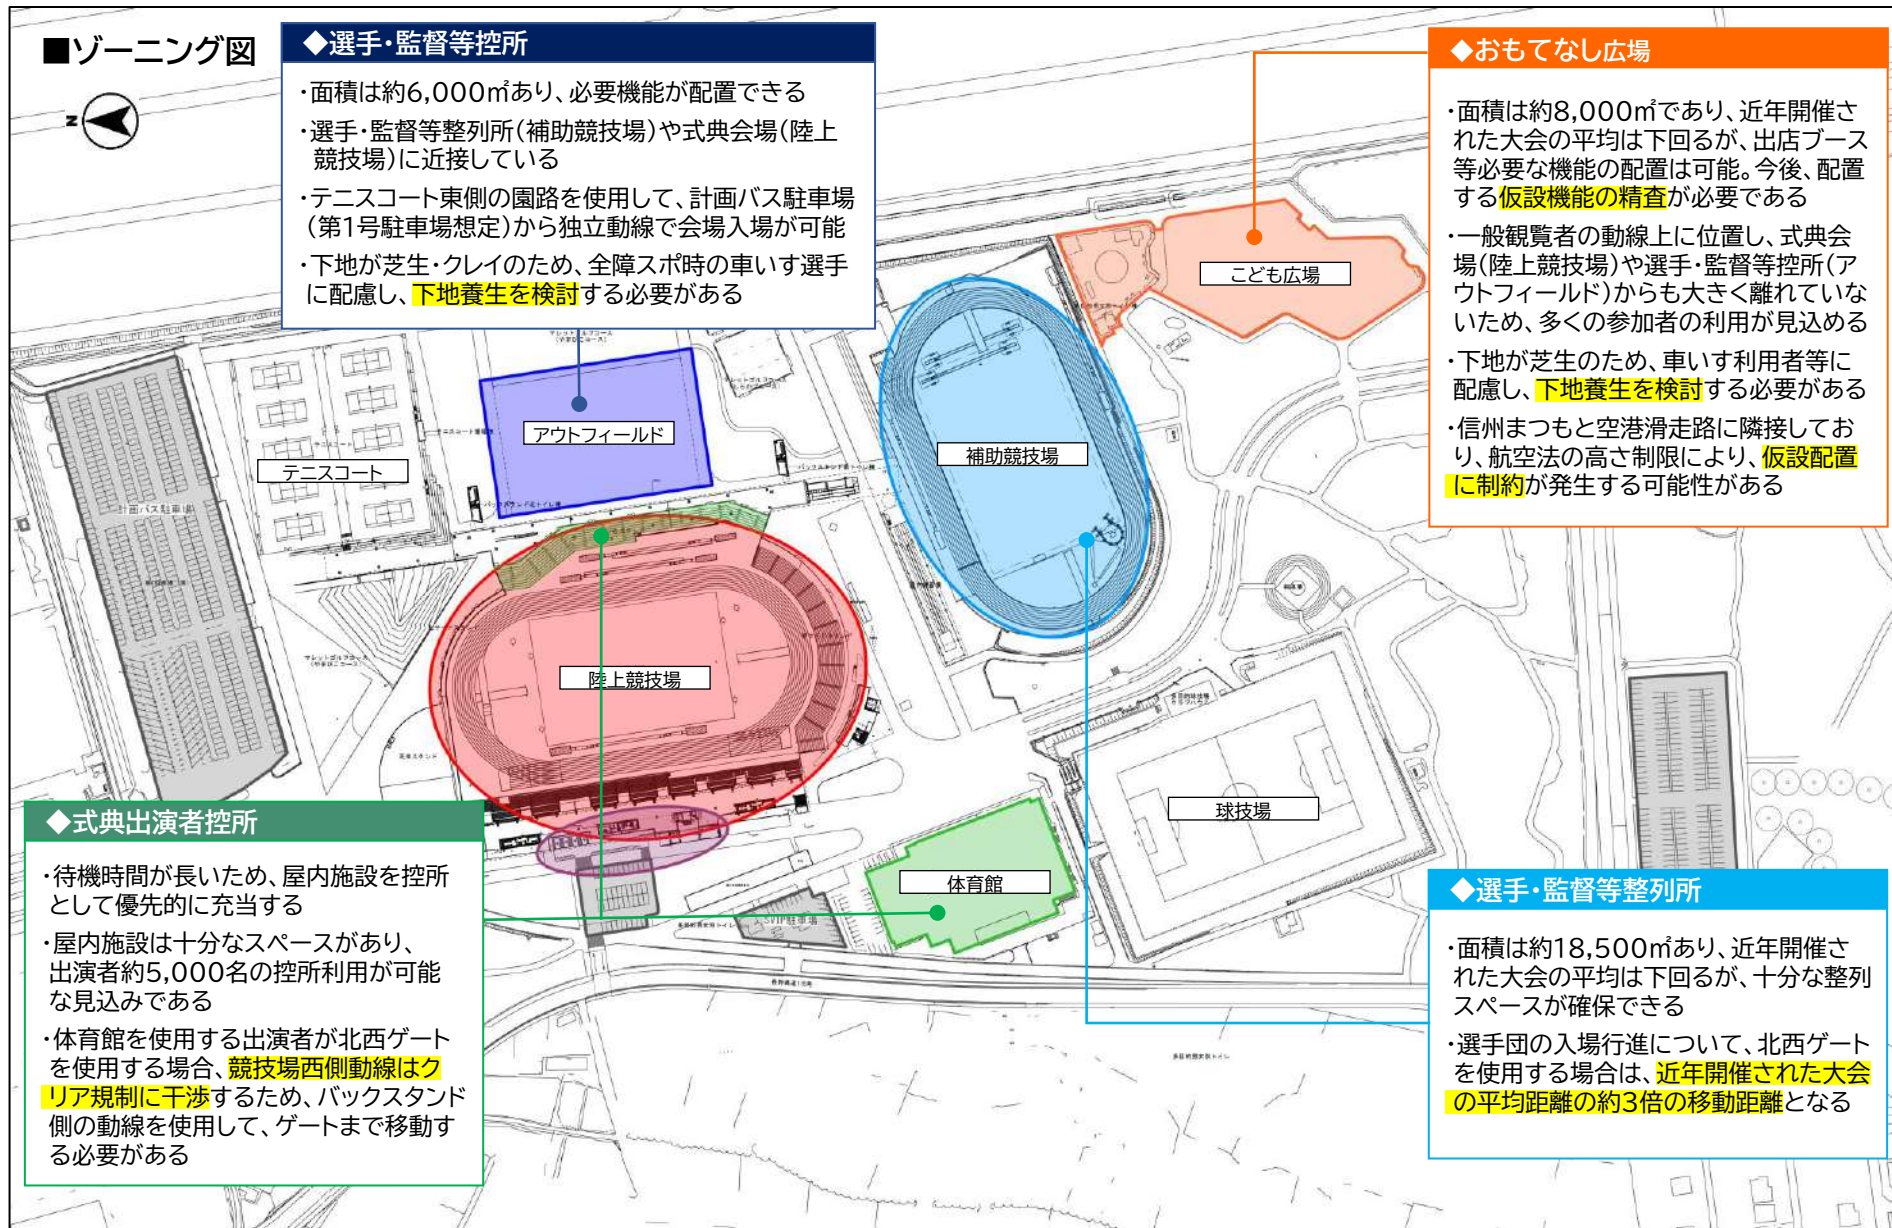 ■ゾーニング図
N
◆選手・監督等控所
・面積は約6,000㎡あり、必要機能が配置できる
・選手・監督等整列所(補助競技場)や式典会場(陸上
競技場)に近接している
・テニスコート東側の園路を使用して、計画バス駐車場
(第1号駐車場想定)から独立動線で会場入場が可能
・下地が芝生・クレイのため、全障スポ時の車いす選手
に配慮し、下地養生を検討する必要がある
◆おもてなし広場
・面積は約8,000㎡であり、近年開催さ
れた大会の平均は下回るが、出店ブース
等必要な機能の配置は可能。今後、配置
する仮設機能の精査が必要である
・一般観覧者の動線上に位置し、式典会
場(陸上競技場)や選手・監督等控所(ア
ウトフィールド)からも大きく離れていな
いため、多くの参加者の利用が見込める
・下地が芝生のため、車いす利用者等に
配慮し、下地養生を検討する必要がある
・信州まつもと空港滑走路に隣接してお
り、航空法の高さ制限により、仮設配置
に制約が発生する可能性がある
こども広場
アウトフィールド
テニスコート
補助競技場
計画バス駐車場
陸上競技場
球技場
体育館
SVIP駐車場
◆式典出演者控所
・待機時間が長いため、屋内施設を控所
として優先的に充当する
・屋内施設は十分なスペースがあり、
出演者約5,000名の控所利用が可能
な見込みである
・体育館を使用する出演者が北西ゲート
を使用する場合、競技場西側動線はク
リア規制に干渉するため、バックスタンド
側の動線を使用して、ゲートまで移動す
る必要がある
◆選手・監督等整列所
・面積は約18,500㎡あり、近年開催さ
れた大会の平均は下回るが、十分な整列
スペースが確保できる
・選手団の入場行進について、北西ゲート
を使用する場合は、近年開催された大会
の平均距離の約3倍の移動距離となる